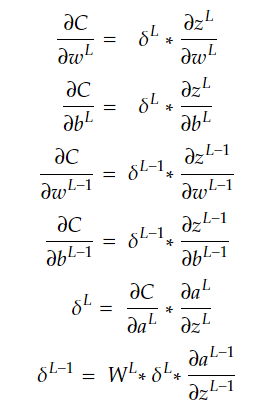 ∂C/∂w^L = δ^L * ∂z^L/∂w^L
∂C/∂b^L = δ^L * ∂z^L/∂b^L
∂C/∂w^{L−1} = δ^{L−1} * ∂z^{L−1}/∂w^{L−1}
∂C/∂b^{L−1} = δ^{L−1} * ∂z^{L−1}/∂b^{L−1}
δ^L = ∂C/∂a^L * ∂a^L/∂z^L
δ^{L−1} = W^L * δ^L * ∂a^{L−1}/∂z^{L−1}